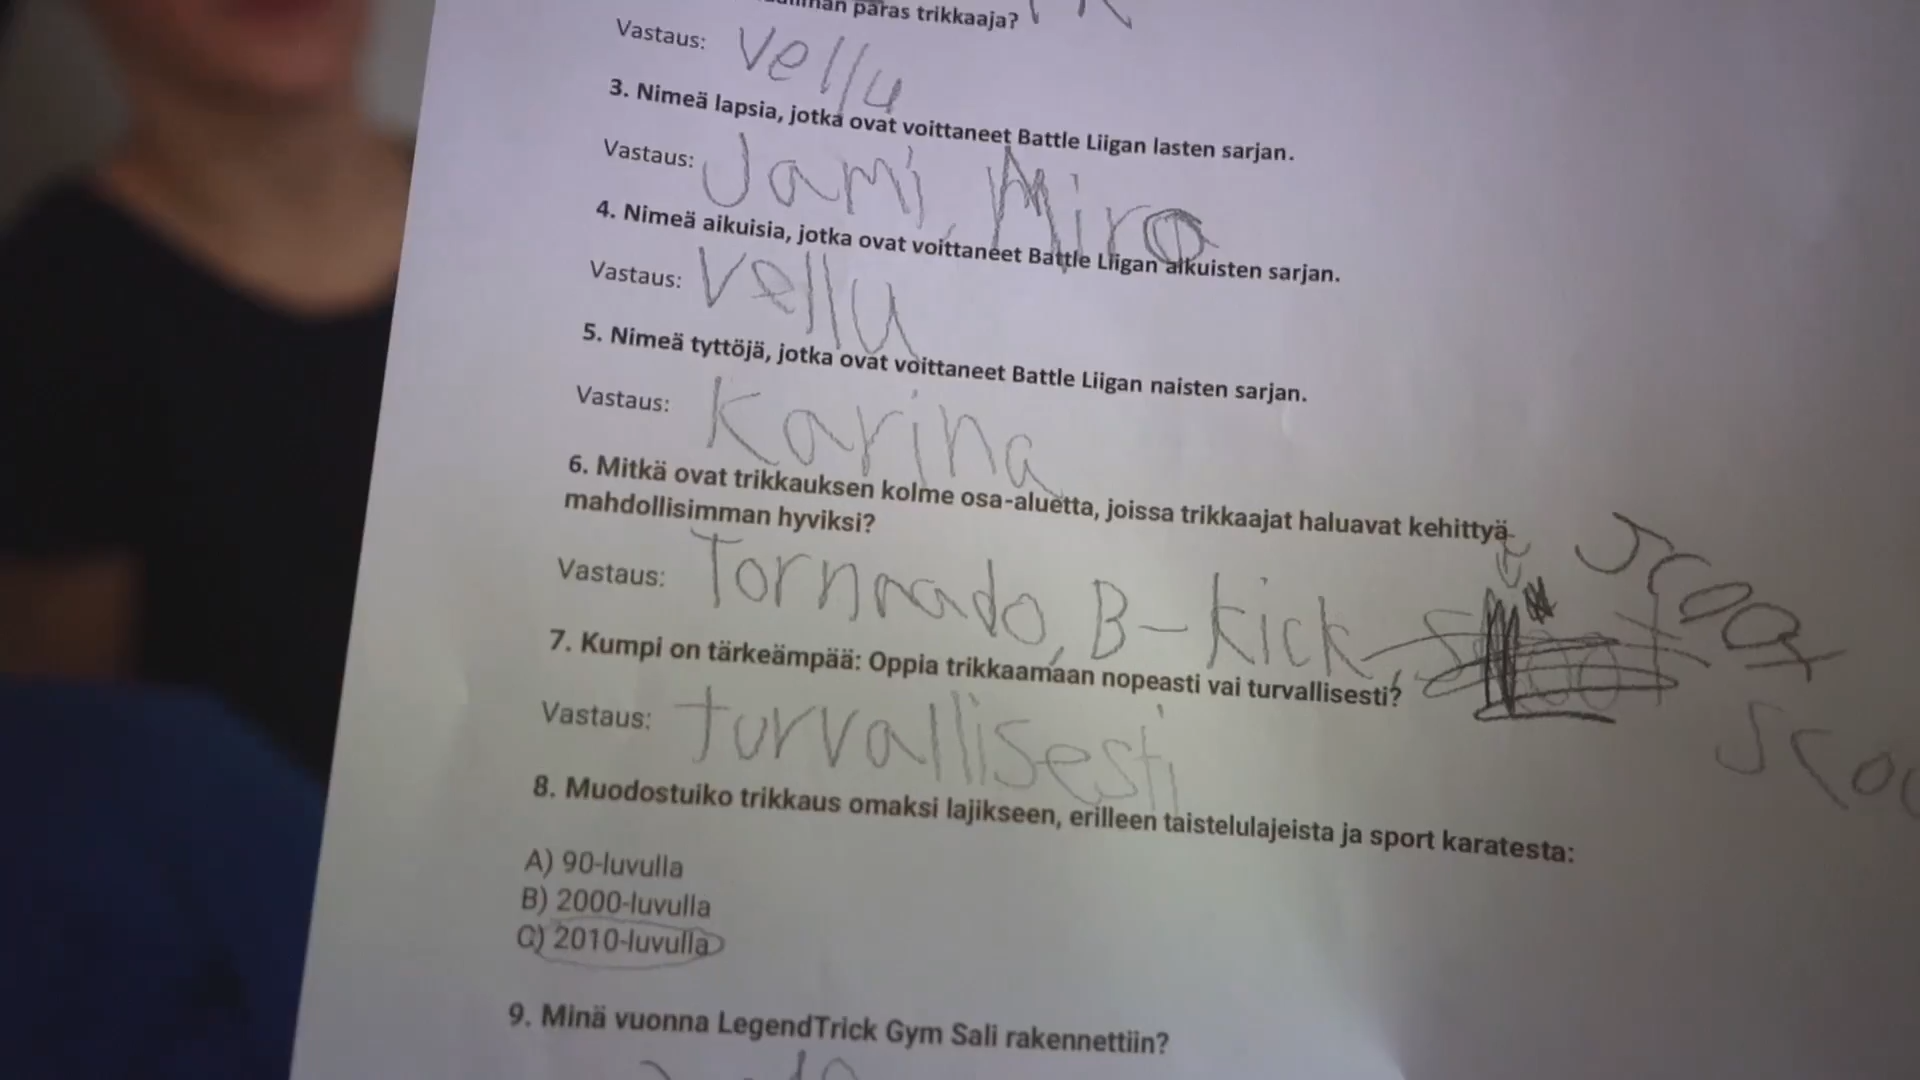 paras trikkaaja?
Vastaus: Vellu
3. Nimeä lapsia, jotka ovat voittaneet Battle Liigan lasten sarjan.
Vastaus: Jami, Miro
4. Nimeä aikuisia, jotka ovat voittaneet Battle Liigan aikuisten sarjan.
Vastaus: Vellu
5. Nimeä tyttöjä, jotka ovat voittaneet Battle Liigan naisten sarjan.
Vastaus: Karina
6. Mitkä ovat trikkauksen kolme osa-aluetta, joissa trikkaajat haluavat kehittyä
mahdollisimman hyviksi?
Vastaus: Tornaado, B-kick, scoot
7. Kumpi on tärkeämpää: Oppia trikkaamaan nopeasti vai turvallisesti?
Vastaus: turvallisesti
8. Muodostuiko trikkaus omaksi lajikseen, erilleen taistelulajeista ja sport karatesta:
A) 90-luvulla
B) 2000-luvulla
C) 2010-luvulla
9. Minä vuonna LegendTrick Gym Sali rakennettiin?